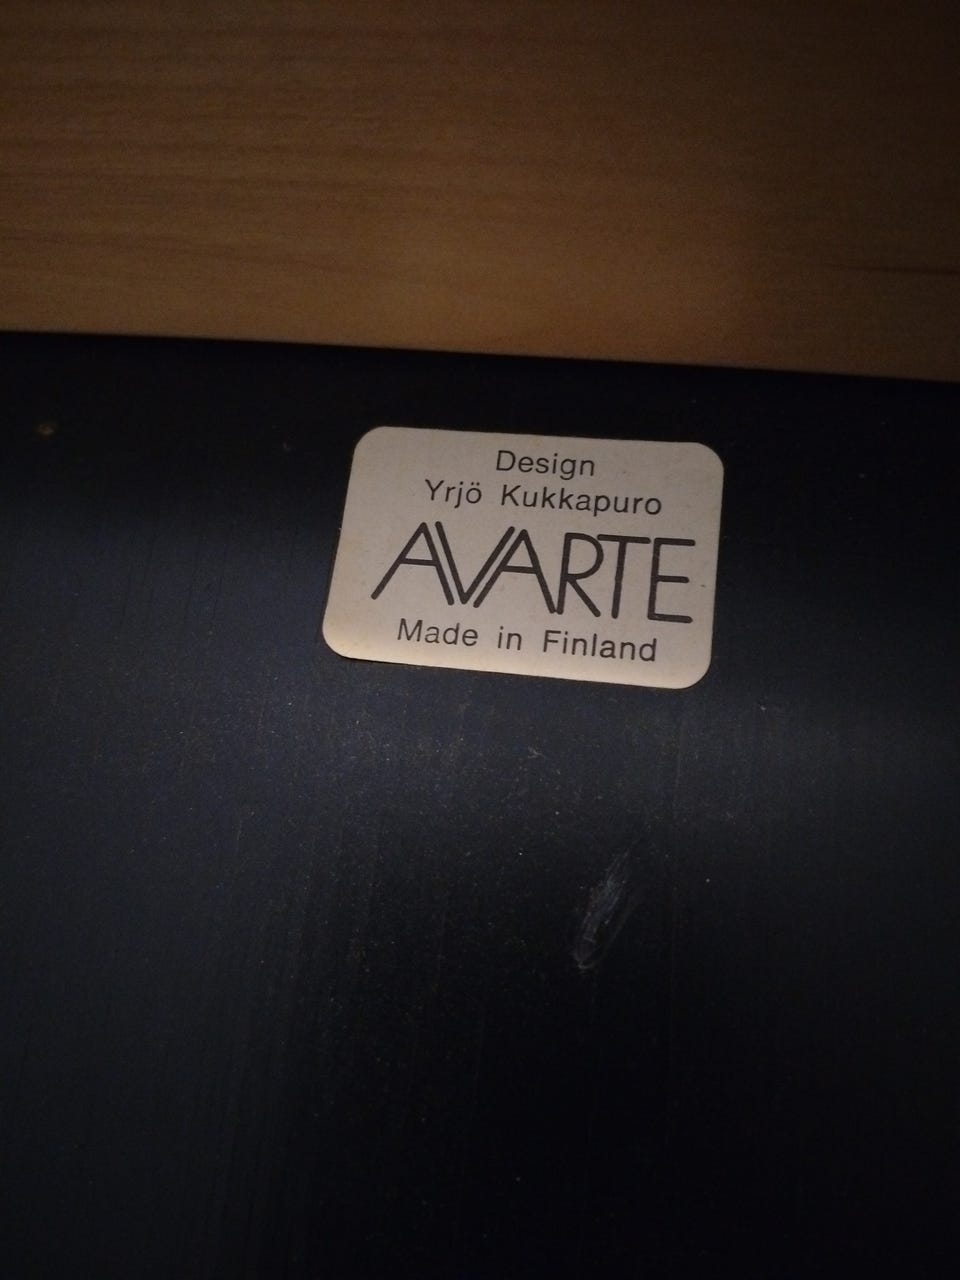 Design
Yrjö Kukkapuro
AVARTE
Made in Finland